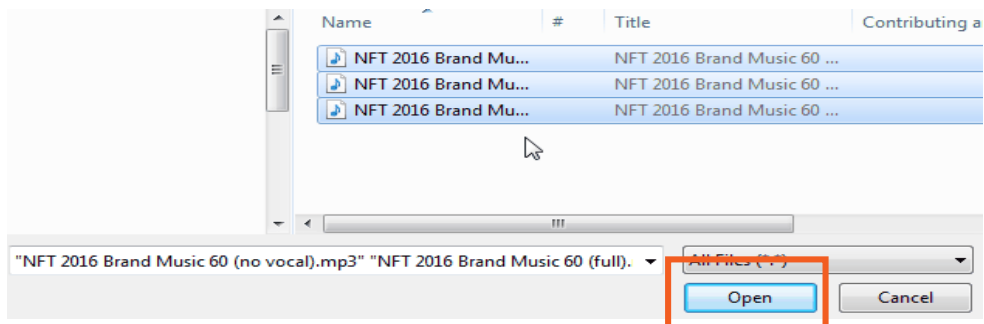 Name # Title Contributing a
NFT 2016 Brand Mu... NFT 2016 Brand Music 60 ...
NFT 2016 Brand Mu... NFT 2016 Brand Music 60 ...
NFT 2016 Brand Mu... NFT 2016 Brand Music 60 ...
"NFT 2016 Brand Music 60 (no vocal).mp3" "NFT 2016 Brand Music 60 (full). All Files (*.*)
Open Cancel